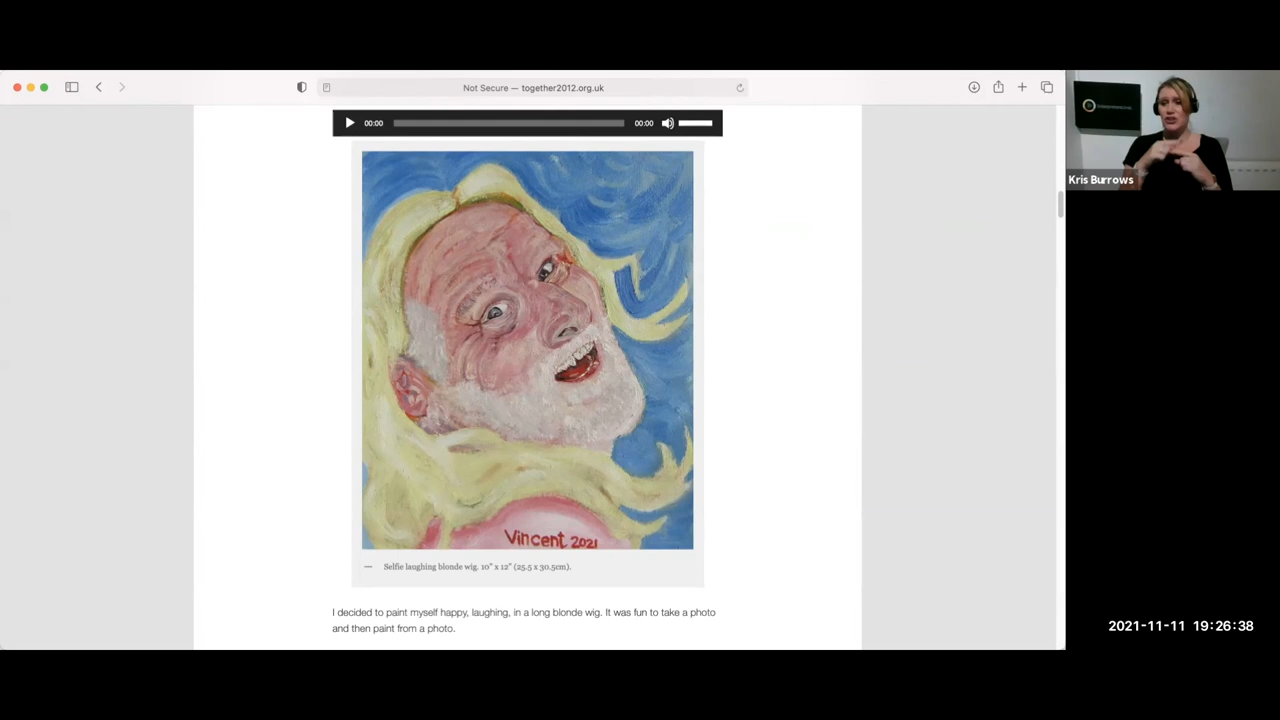 Not Secure — together2012.org.uk
00:00
00:00
Kris Burrows
Vincent 2021
— Selfie laughing blonde wig. 10" x 12" (25.5 x 30.5cm).
I decided to paint myself happy, laughing, in a long blonde wig. It was fun to take a photo
and then paint from a photo.
2021-11-11 19:26:38